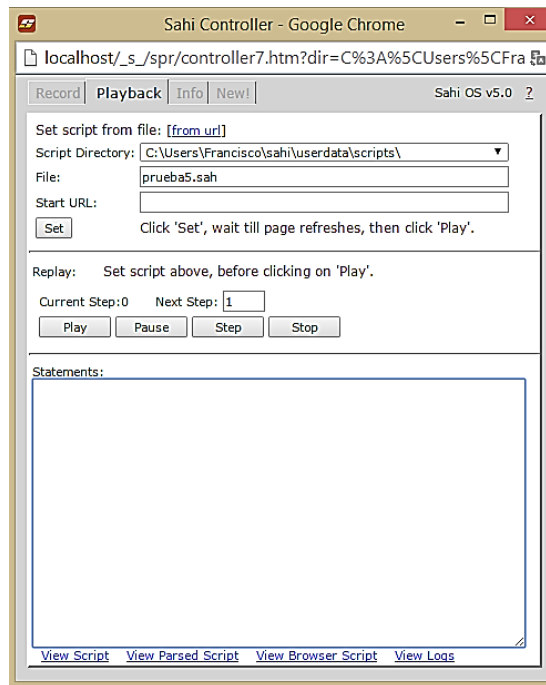 Sahi Controller - Google Chrome
localhost/_s_/spr/controller7.htm?dir=C%3A%5CUsers%5CFra
Record Playback Info New! Sahi OS v5.0 ?
Set script from file: [from url]
Script Directory: C:\Users\Francisco\sahi\userdata\scripts\
File: prueba5.sah
Start URL:
Set Click 'Set', wait till page refreshes, then click 'Play'.
Replay: Set script above, before clicking on 'Play'.
Current Step:0 Next Step: 1
Play Pause Step Stop
Statements:
View Script View Parsed Script View Browser Script View Logs